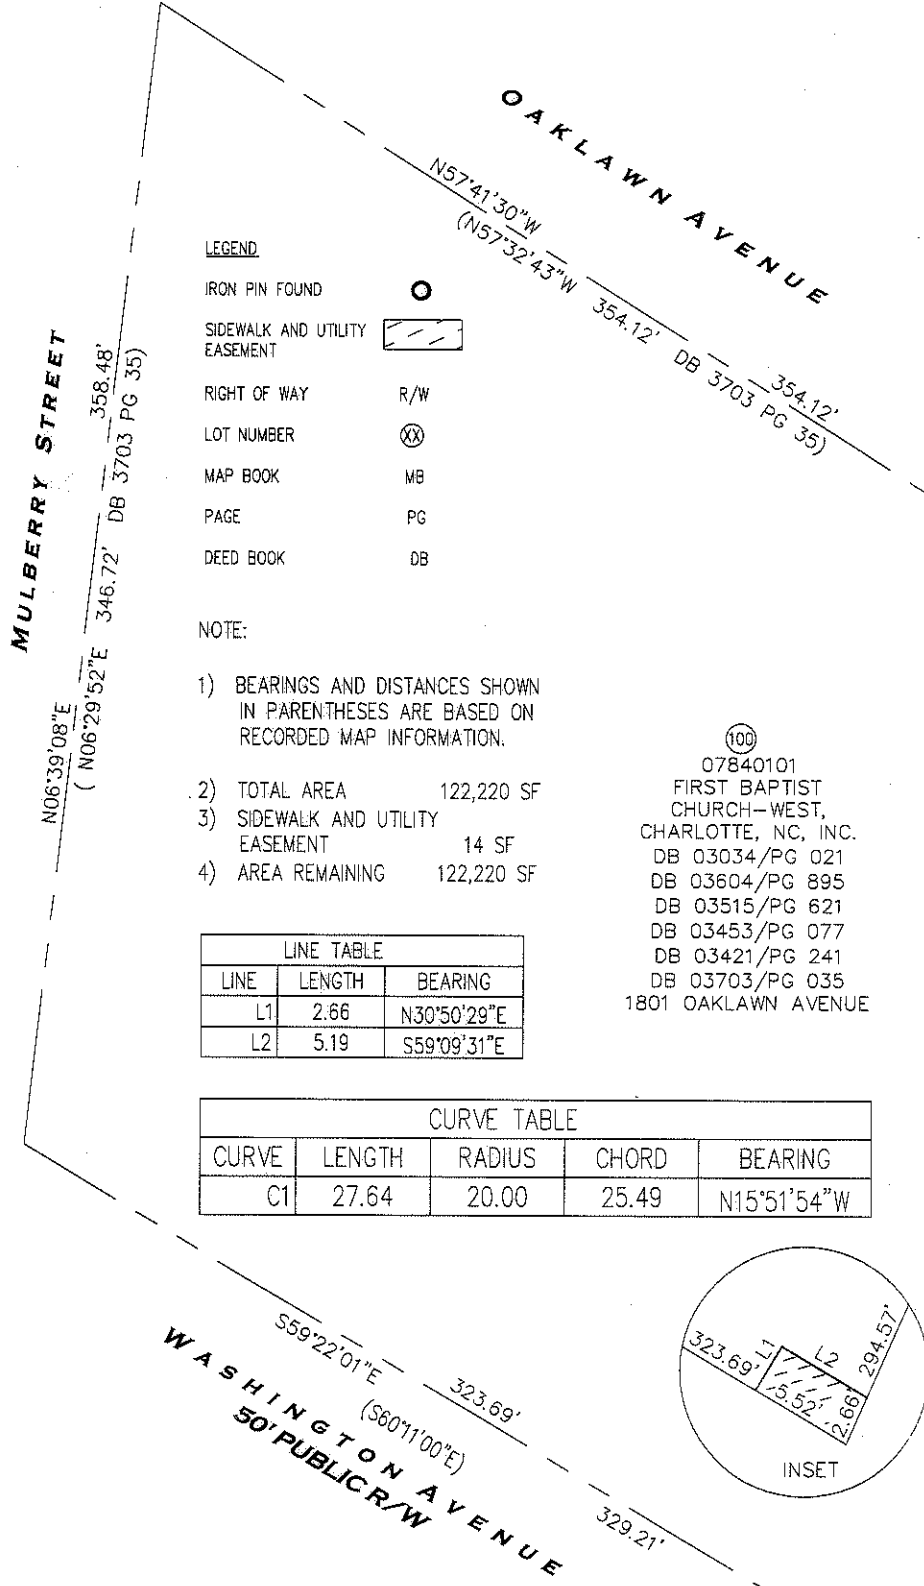 OAKLAWN AVENUE
N57°41'30"W 354.12'
(N57°32'43"W 354.12' DB 3703 PG 35)
MULBERRY STREET
N06°39'08"E 358.48'
( N06°29'52"E 346.72' DB 3703 PG 35)
LEGEND
IRON PIN FOUND
SIDEWALK AND UTILITY
EASEMENT
RIGHT OF WAY R/W
LOT NUMBER XX
MAP BOOK MB
PAGE PG
DEED BOOK DB
NOTE:
1) BEARINGS AND DISTANCES SHOWN
IN PARENTHESES ARE BASED ON
RECORDED MAP INFORMATION.
2) TOTAL AREA 122,220 SF
3) SIDEWALK AND UTILITY
EASEMENT 14 SF
4) AREA REMAINING 122,220 SF
100
07840101
FIRST BAPTIST
CHURCH-WEST,
CHARLOTTE, NC, INC.
DB 03034/PG 021
DB 03604/PG 895
DB 03515/PG 621
DB 03453/PG 077
DB 03421/PG 241
DB 03703/PG 035
1801 OAKLAWN AVENUE
LINE TABLE
LINE LENGTH BEARING
L1 2.66 N30°50'29"E
L2 5.19 S59°09'31"E
CURVE TABLE
CURVE LENGTH RADIUS CHORD BEARING
C1 27.64 20.00 25.49 N15°51'54"W
S59°22'01"E 323.69'
(S60°11'00"E)
329.21'
WASHINGTON AVENUE
50' PUBLIC R/W
323.69'
L1
L2
294.57'
5.52'
2.66'
INSET